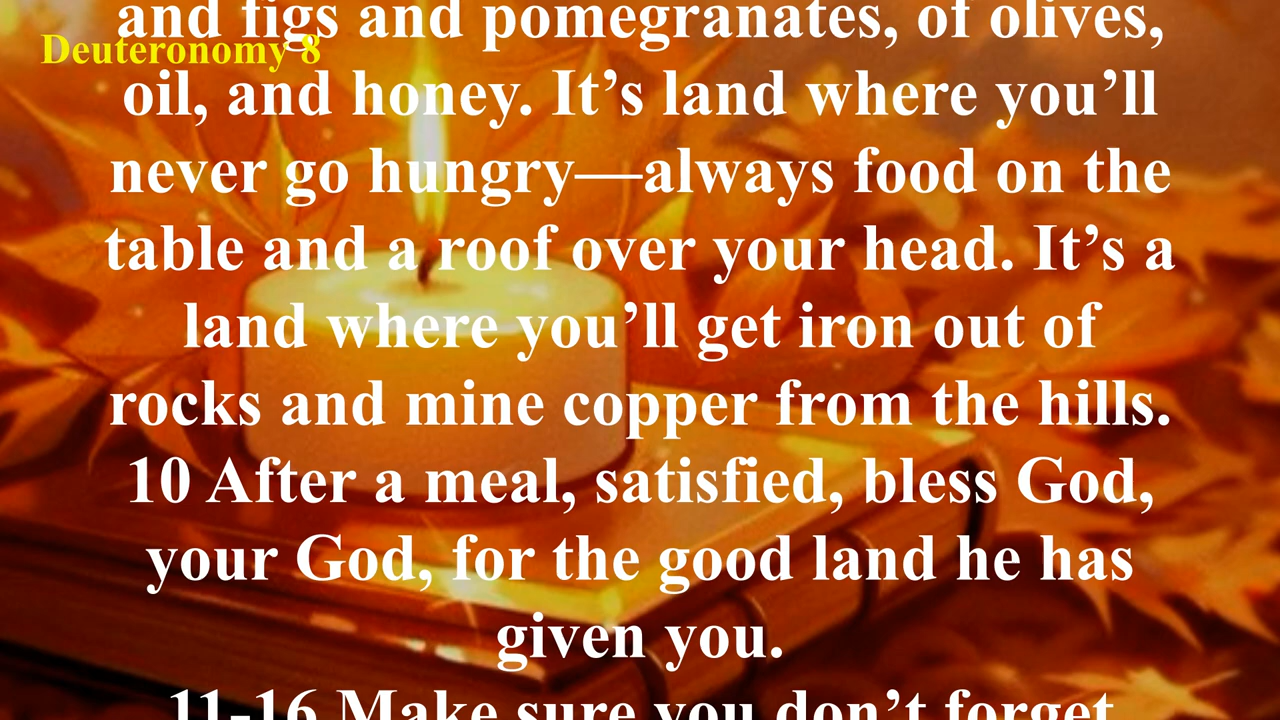 and figs and pomegranates, of olives,
Deuteronomy 8
oil, and honey. It’s land where you’ll
never go hungry—always food on the
table and a roof over your head. It’s a
land where you’ll get iron out of
rocks and mine copper from the hills.
10 After a meal, satisfied, bless God,
your God, for the good land he has
given you.
11-16 Make sure you don’t forget